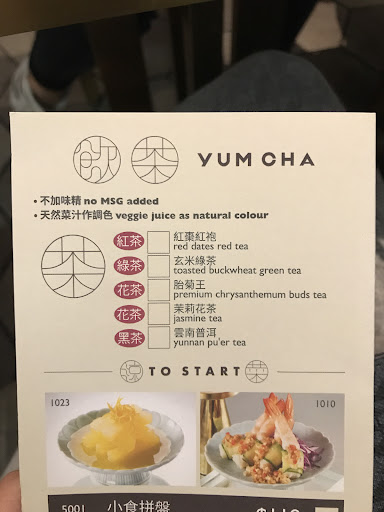 飲 茶 YUM CHA
• 不加味精 no MSG added
• 天然菜汁作調色 veggie juice as natural colour
茶
紅茶 紅棗紅袍
red dates red tea
綠茶 玄米綠茶
toasted buckwheat green tea
花茶 胎菊王
premium chrysanthemum buds tea
花茶 茉莉花茶
jasmine tea
黑茶 雲南普洱
yunnan pu'er tea
TO START
1023
1010
5001 小食拼盤